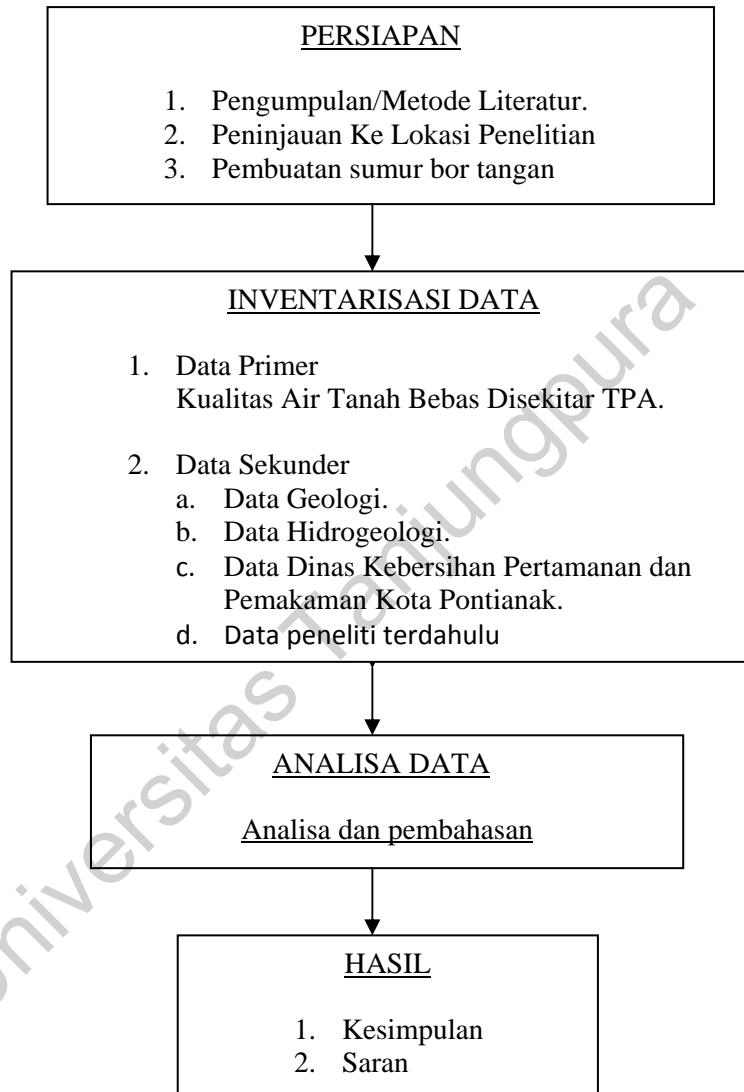 PERSIAPAN
1. Pengumpulan/Metode Literatur.
2. Peninjauan Ke Lokasi Penelitian
3. Pembuatan sumur bor tangan
INVENTARISASI DATA
1. Data Primer
Kualitas Air Tanah Bebas Disekitar TPA.
2. Data Sekunder
a. Data Geologi.
b. Data Hidrogeologi.
c. Data Dinas Kebersihan Pertamanan dan
Pemakaman Kota Pontianak.
d. Data peneliti terdahulu
ANALISA DATA
Analisa dan pembahasan
HASIL
1. Kesimpulan
2. Saran
Universitas Tanjungpura